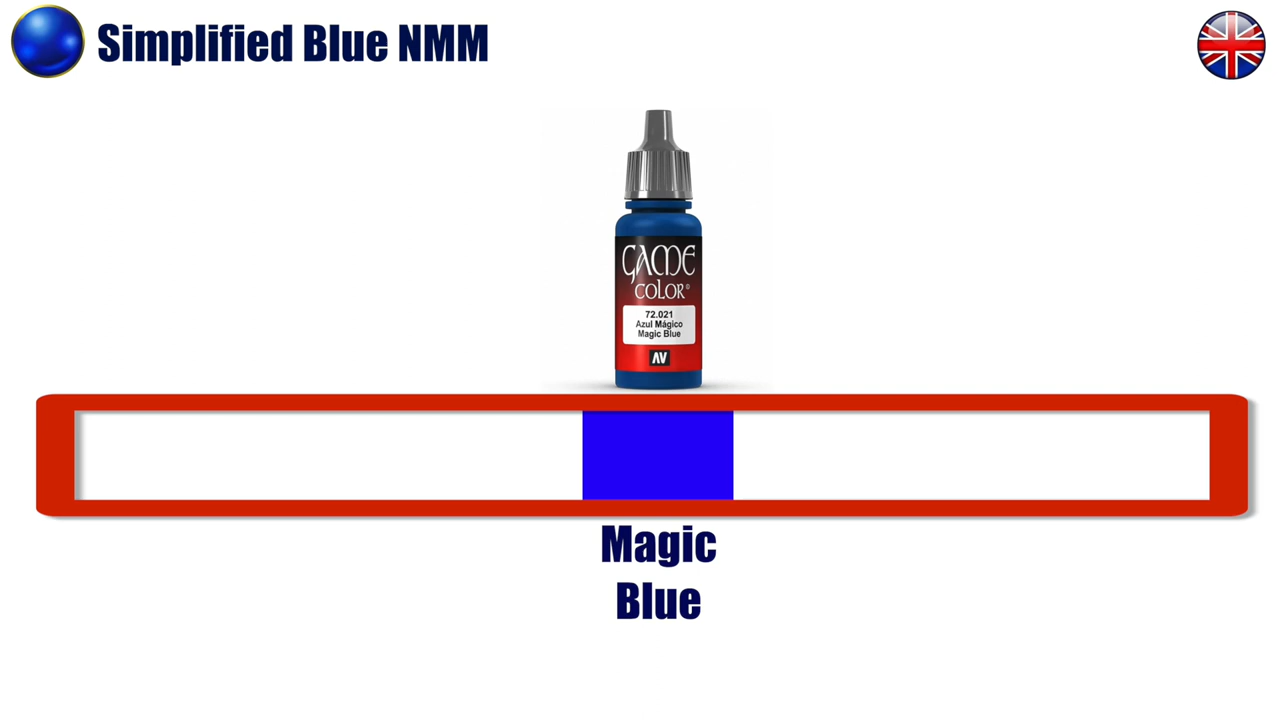 Simplified Blue NMM
GAME
COLOR
72.021
Azul Mágico
Magic Blue
AV
Magic
Blue